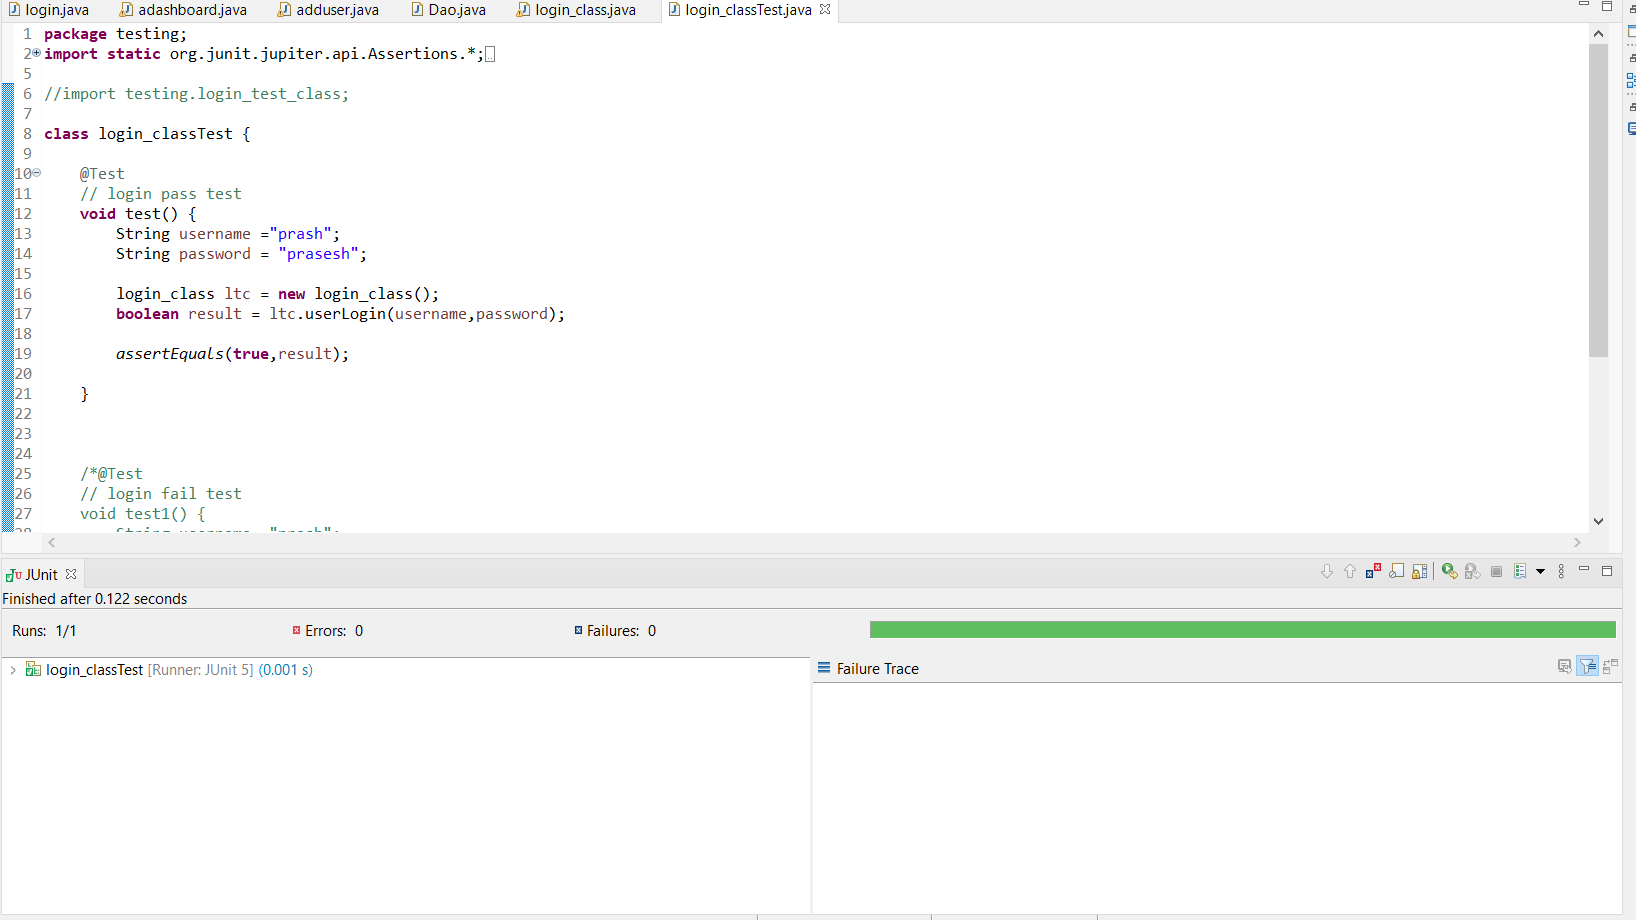 login.java adashboard.java adduser.java Dao.java login_class.java login_classTest.java
1 package testing;
2 import static org.junit.jupiter.api.Assertions.*;
5
6 //import testing.login_test_class;
7
8 class login_classTest {
9
10 @Test
11 // login pass test
12 void test() {
13 String username ="prash";
14 String password = "prasesh";
15
16 login_class ltc = new login_class();
17 boolean result = ltc.userLogin(username,password);
18
19 assertEquals(true,result);
20
21 }
22
23
24
25 /*@Test
26 // login fail test
27 void test1() {
JUnit
Finished after 0.122 seconds
Runs: 1/1 Errors: 0 Failures: 0
login_classTest [Runner: JUnit 5] (0.001 s)
Failure Trace